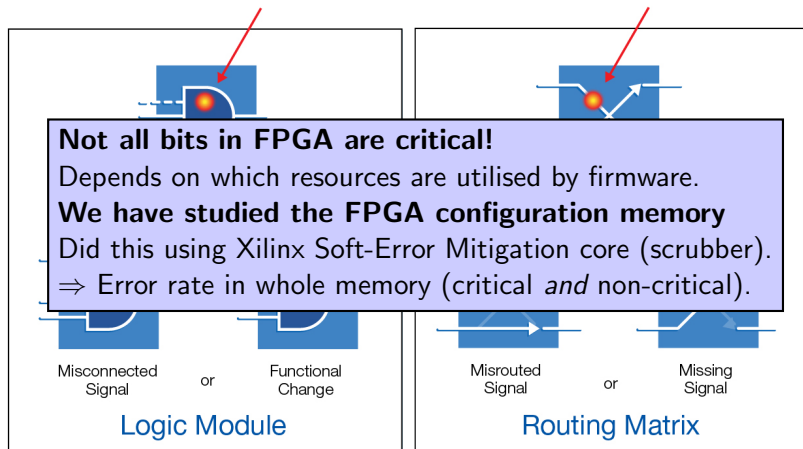 Not all bits in FPGA are critical!
Depends on which resources are utilised by firmware.
We have studied the FPGA configuration memory
Did this using Xilinx Soft-Error Mitigation core (scrubber).
⇒ Error rate in whole memory (critical and non-critical).
Misconnected Signal or Functional Change
Logic Module
Misrouted Signal or Missing Signal
Routing Matrix